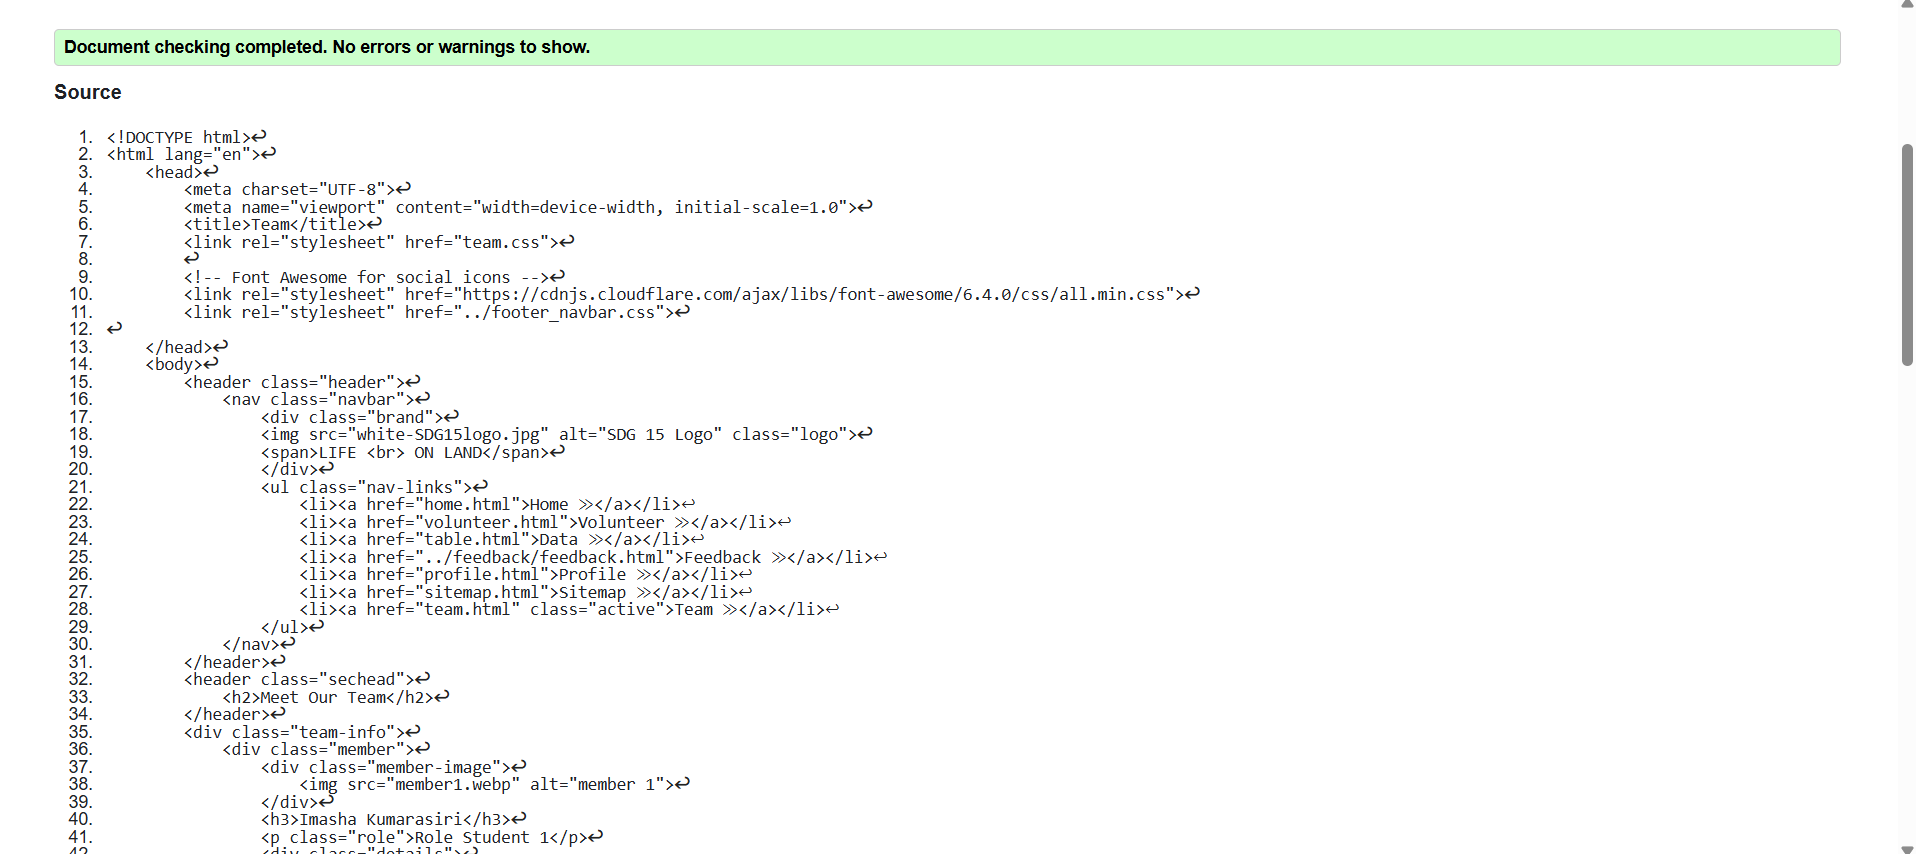 Document checking completed. No errors or warnings to show.
Source
1. <!DOCTYPE html>↩
2. <html lang="en">↩
3.     <head>↩
4.         <meta charset="UTF-8">↩
5.         <meta name="viewport" content="width=device-width, initial-scale=1.0">↩
6.         <title>Team</title>↩
7.         <link rel="stylesheet" href="team.css">↩
8.         ↩
9.         <!-- Font Awesome for social icons -->↩
10.         <link rel="stylesheet" href="https://cdnjs.cloudflare.com/ajax/libs/font-awesome/6.4.0/css/all.min.css">↩
11.         <link rel="stylesheet" href="../footer_navbar.css">↩
12. ↩
13.     </head>↩
14.     <body>↩
15.         <header class="header">↩
16.             <nav class="navbar">↩
17.                 <div class="brand">↩
18.                 <img src="white-SDG15logo.jpg" alt="SDG 15 Logo" class="logo">↩
19.                 <span>LIFE <br> ON LAND</span>↩
20.                 </div>↩
21.                 <ul class="nav-links">↩
22.                     <li><a href="home.html">Home ≫</a></li>↩
23.                     <li><a href="volunteer.html">Volunteer ≫</a></li>↩
24.                     <li><a href="table.html">Data ≫</a></li>↩
25.                     <li><a href="../feedback/feedback.html">Feedback ≫</a></li>↩
26.                     <li><a href="profile.html">Profile ≫</a></li>↩
27.                     <li><a href="sitemap.html">Sitemap ≫</a></li>↩
28.                     <li><a href="team.html" class="active">Team ≫</a></li>↩
29.                 </ul>↩
30.             </nav>↩
31.         </header>↩
32.         <header class="sechead">↩
33.             <h2>Meet Our Team</h2>↩
34.         </header>↩
35.         <div class="team-info">↩
36.             <div class="member">↩
37.                 <div class="member-image">↩
38.                     <img src="member1.webp" alt="member 1">↩
39.                 </div>↩
40.                 <h3>Imasha Kumarasiri</h3>↩
41.                 <p class="role">Role Student 1</p>↩
42.                 <div class="details">↩